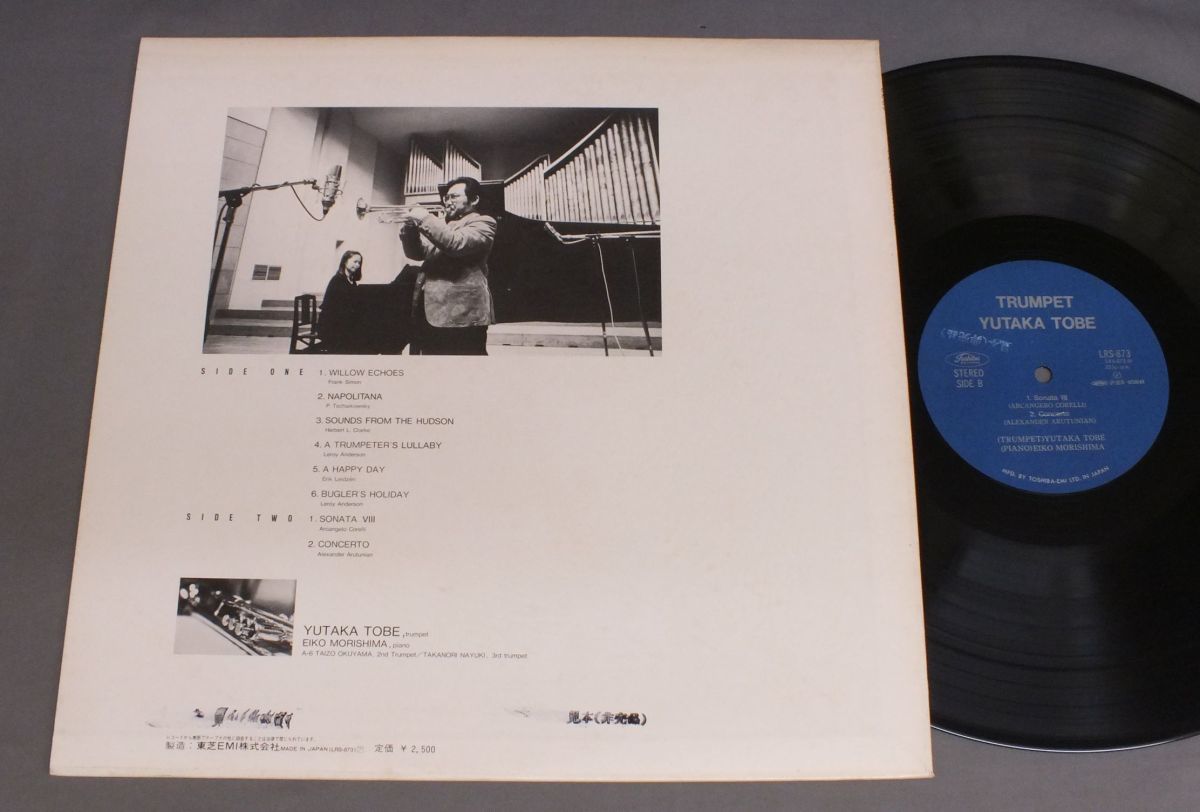 SIDE ONE 1. WILLOW ECHOES
Frank Simon
2. NAPOLITANA
P. Tschaikowsky
3. SOUNDS FROM THE HUDSON
Herbert L. Clarke
4. A TRUMPETER'S LULLABY
Leroy Anderson
5. A HAPPY DAY
Erik Leidzén
6. BUGLER'S HOLIDAY
Leroy Anderson
SIDE TWO 1. SONATA VIII
Arcangelo Corelli
2. CONCERTO
Alexander Arutunian
YUTAKA TOBE, trumpet
EIKO MORISHIMA, piano
A-6 TAIZO OKUYAMA, 2nd Trumpet／TAKANORI NAYUKI, 3rd trumpet
見本(非売品)
製造：東芝EMI株式会社 MADE IN JAPAN (LRS-873) 定価 ￥2,500
TRUMPET
YUTAKA TOBE
Toshiba
STEREO
SIDE B
LRS-873
1. Sonata VIII
(ARCANGERO CORELLI)
2. Concerto
(ALEXANDER ARUTUNIAN)
(TRUMPET) YUTAKA TOBE
(PIANO) EIKO MORISHIMA
MFD. BY TOSHIBA-EMI LTD. IN JAPAN